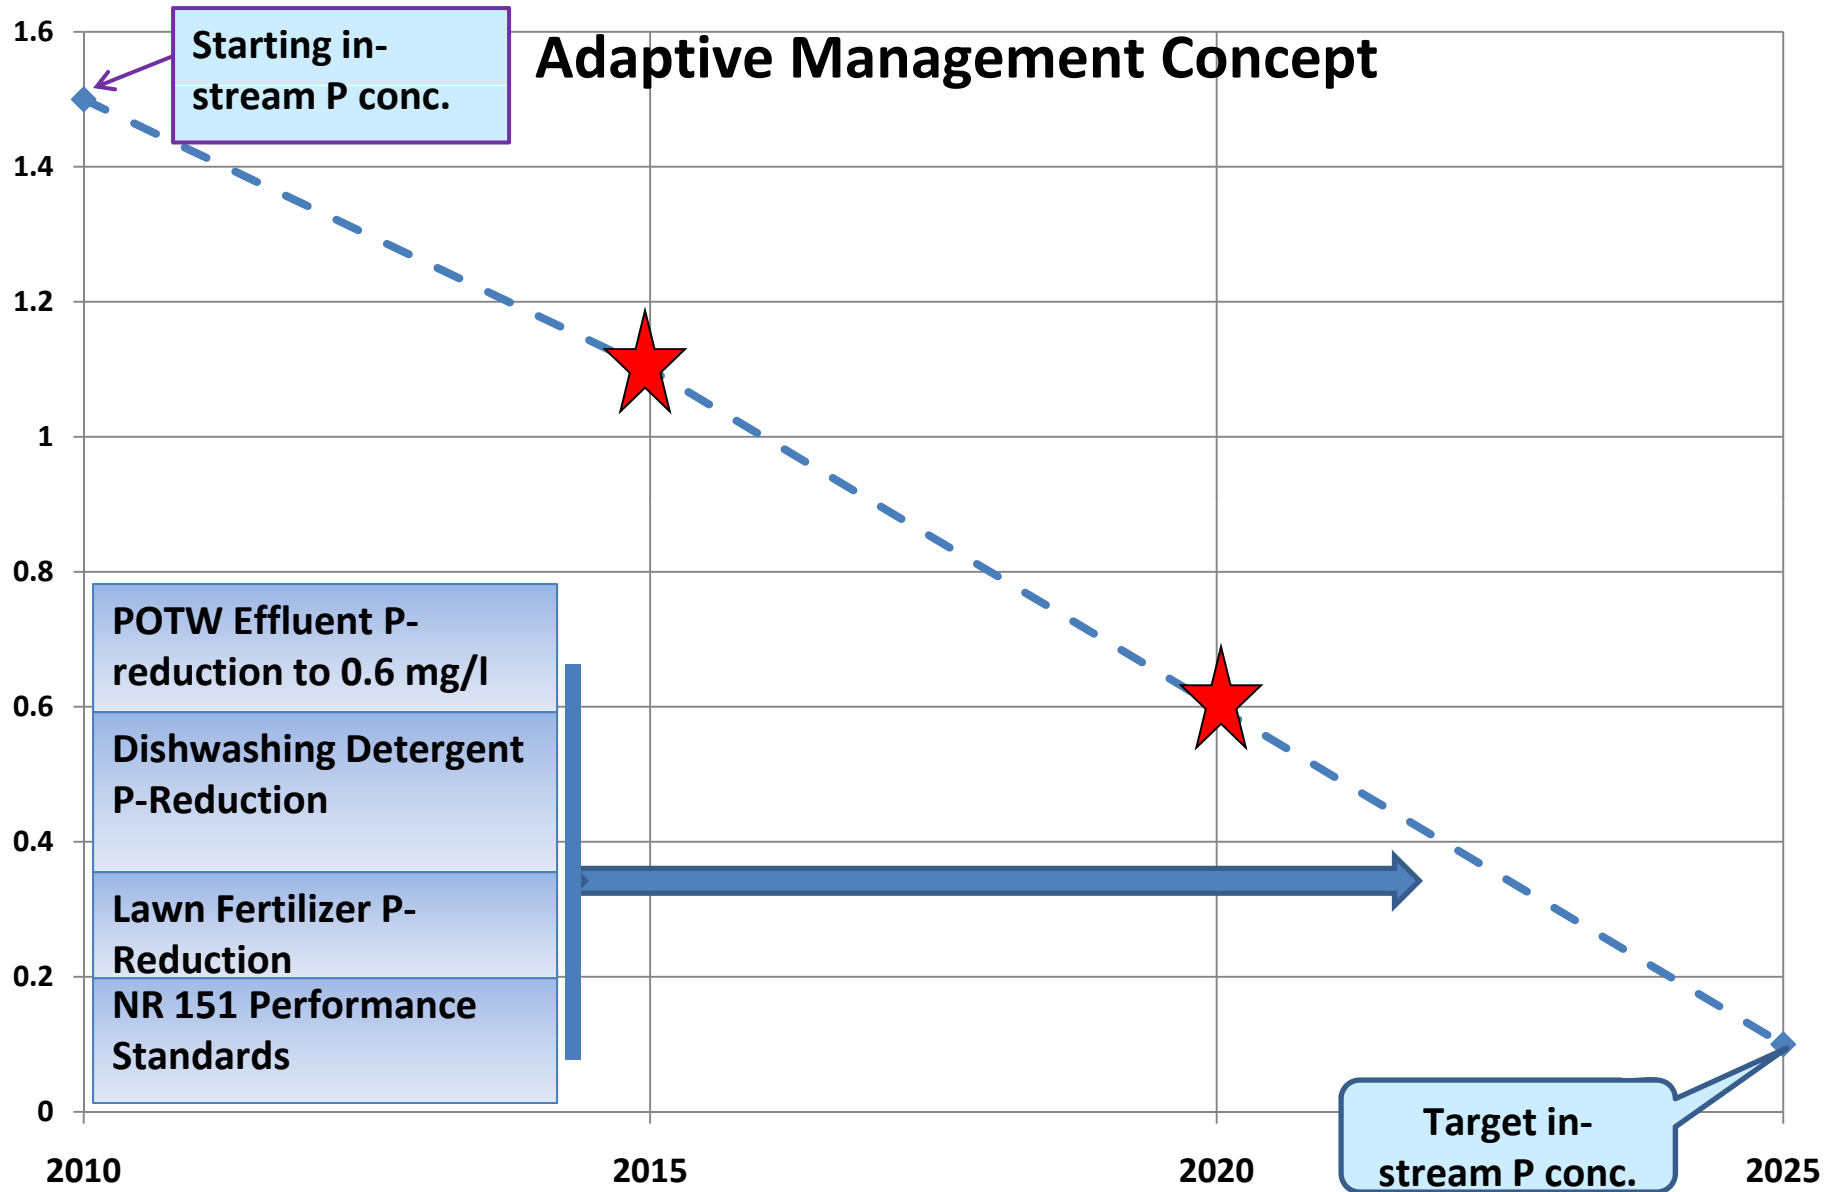 Adaptive Management Concept
Starting in-
stream P conc.
1.6
1.4
1.2
1
0.8
0.6
0.4
0.2
0
POTW Effluent P-
reduction to 0.6 mg/l
Dishwashing Detergent
P-Reduction
Lawn Fertilizer P-
Reduction
NR 151 Performance
Standards
Target in-
stream P conc.
2010
2015
2020
2025